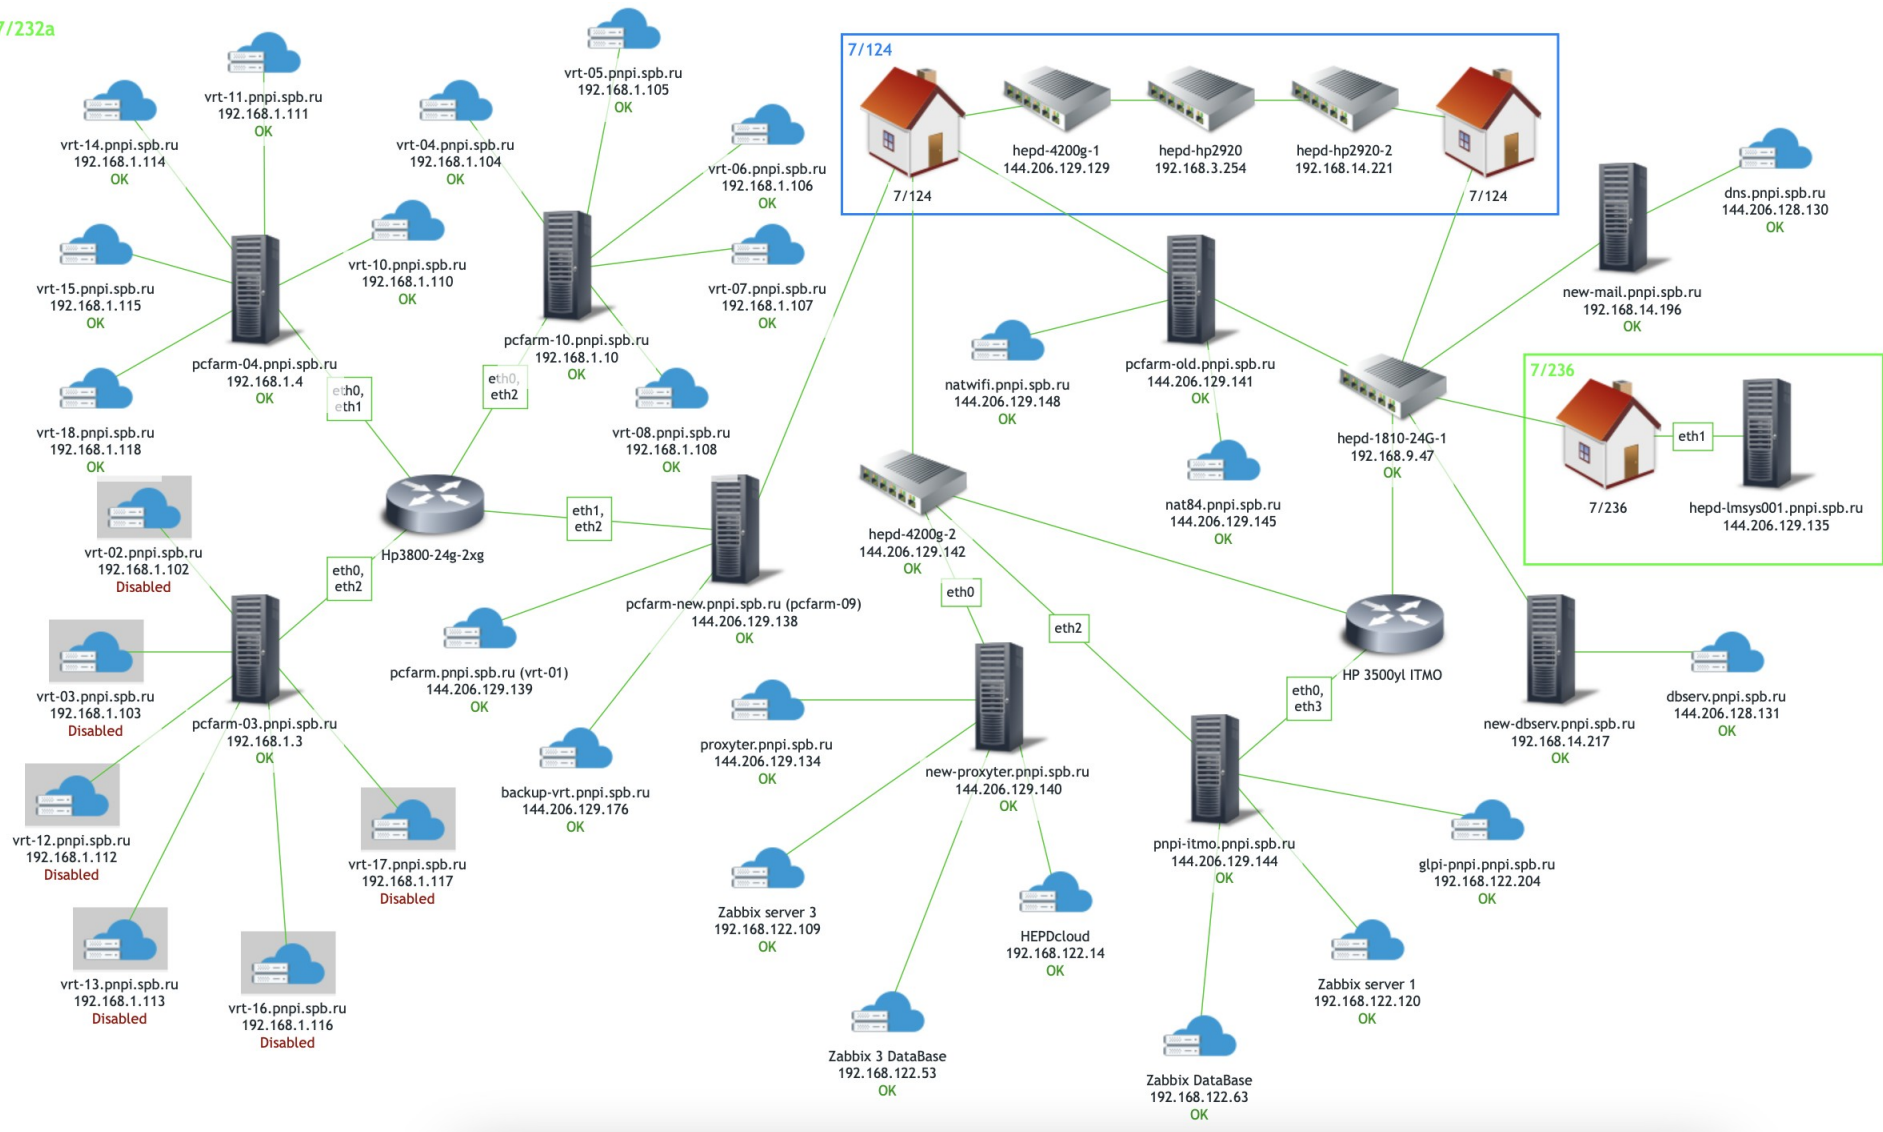 7/232a
vrt-05.pnpi.spb.ru
192.168.1.105
OK
vrt-11.pnpi.spb.ru
192.168.1.111
OK
vrt-14.pnpi.spb.ru
192.168.1.114
OK
vrt-04.pnpi.spb.ru
192.168.1.104
OK
vrt-06.pnpi.spb.ru
192.168.1.106
OK
vrt-15.pnpi.spb.ru
192.168.1.115
OK
vrt-10.pnpi.spb.ru
192.168.1.110
OK
vrt-07.pnpi.spb.ru
192.168.1.107
OK
pcfarm-04.pnpi.spb.ru
192.168.1.4
OK
pcfarm-10.pnpi.spb.ru
192.168.1.10
OK
eth0,
eth1
eth0,
eth2
vrt-18.pnpi.spb.ru
192.168.1.118
OK
vrt-08.pnpi.spb.ru
192.168.1.108
OK
Hp3800-24g-2xg
eth1,
eth2
eth0,
eth2
vrt-02.pnpi.spb.ru
192.168.1.102
Disabled
vrt-03.pnpi.spb.ru
192.168.1.103
Disabled
pcfarm-03.pnpi.spb.ru
192.168.1.3
OK
vrt-12.pnpi.spb.ru
192.168.1.112
Disabled
vrt-17.pnpi.spb.ru
192.168.1.117
Disabled
vrt-13.pnpi.spb.ru
192.168.1.113
Disabled
vrt-16.pnpi.spb.ru
192.168.1.116
Disabled
pcfarm-new.pnpi.spb.ru (pcfarm-09)
144.206.129.138
OK
pcfarm.pnpi.spb.ru (vrt-01)
144.206.129.139
OK
backup-vrt.pnpi.spb.ru
144.206.129.176
OK
7/124
7/124
hepd-4200g-1
144.206.129.129
hepd-hp2920
192.168.3.254
hepd-hp2920-2
192.168.14.221
7/124
dns.pnpi.spb.ru
144.206.128.130
OK
new-mail.pnpi.spb.ru
192.168.14.196
OK
natwifi.pnpi.spb.ru
144.206.129.148
OK
pcfarm-old.pnpi.spb.ru
144.206.129.141
OK
nat84.pnpi.spb.ru
144.206.129.145
OK
hepd-1810-24G-1
192.168.9.47
OK
7/236
7/236
eth1
hepd-lmsys001.pnpi.spb.ru
144.206.129.135
hepd-4200g-2
144.206.129.142
OK
eth0
eth2
HP 3500yl ITMO
eth0,
eth3
new-dbserv.pnpi.spb.ru
192.168.14.217
OK
dbserv.pnpi.spb.ru
144.206.128.131
OK
proxyter.pnpi.spb.ru
144.206.129.134
OK
new-proxyter.pnpi.spb.ru
144.206.129.140
OK
pnpi-itmo.pnpi.spb.ru
144.206.129.144
OK
glpi-pnpi.pnpi.spb.ru
192.168.122.204
OK
Zabbix server 3
192.168.122.109
OK
HEPDcloud
192.168.122.14
OK
Zabbix server 1
192.168.122.120
OK
Zabbix 3 DataBase
192.168.122.53
OK
Zabbix DataBase
192.168.122.63
OK